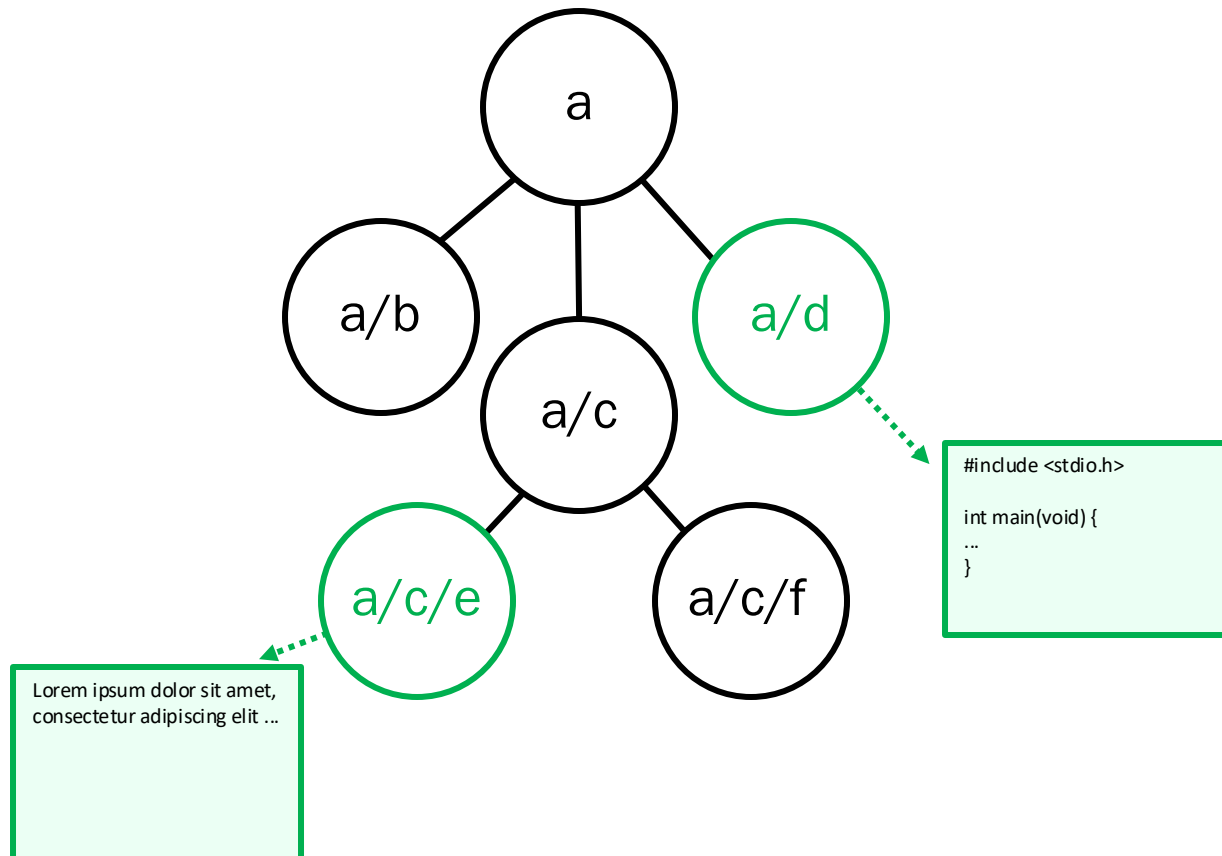 a
a/b
a/d
a/c
#include <stdio.h>
int main(void) {
...
}
a/c/e
a/c/f
Lorem ipsum dolor sit amet,
consectetur adipiscing elit ...